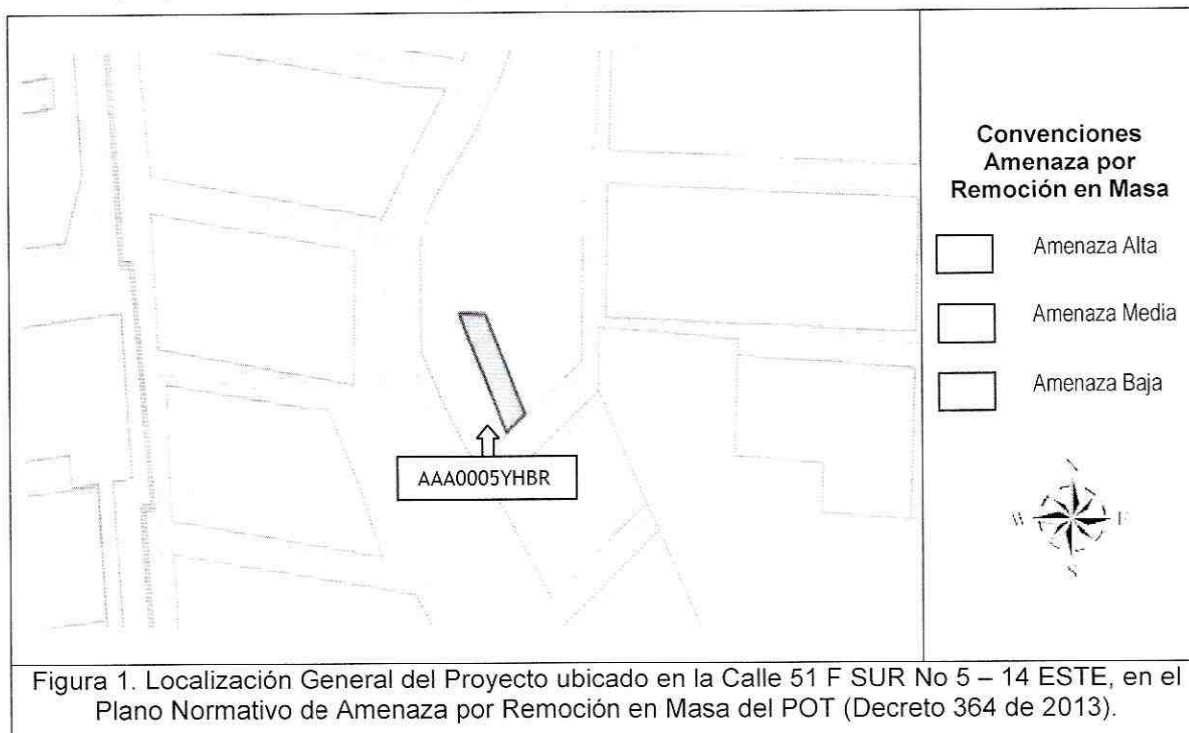 Convenciones
Amenaza por
Remoción en Masa
Amenaza Alta
Amenaza Media
Amenaza Baja
AAA0005YHBR
N
W
E
S
Figura 1. Localización General del Proyecto ubicado en la Calle 51 F SUR No 5 – 14 ESTE, en el
Plano Normativo de Amenaza por Remoción en Masa del POT (Decreto 364 de 2013).